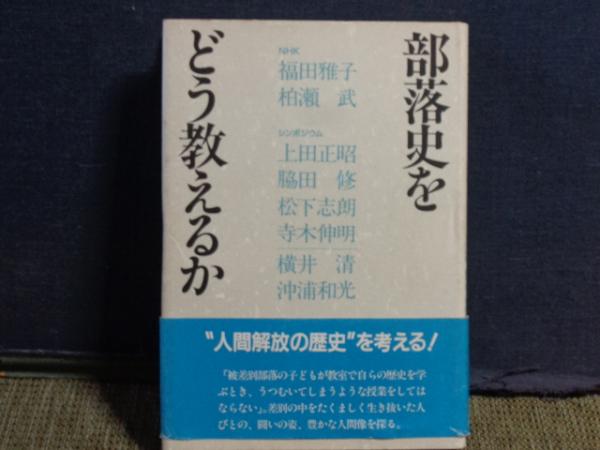 部落史を
どう教えるか
NHK
福田雅子
柏瀬 武
シンポジウム
上田正昭
脇田 修
松下志朗
寺木伸明
横井 清
沖浦和光
"人間解放の歴史"を考える!
「被差別部落の子どもが教室で自らの歴史を学
ぶとき、うつむいてしまうような授業をしては
ならない」。差別の中をたくましく生き抜いた人
びとの、闘いの姿、豊かな人間像を探る。